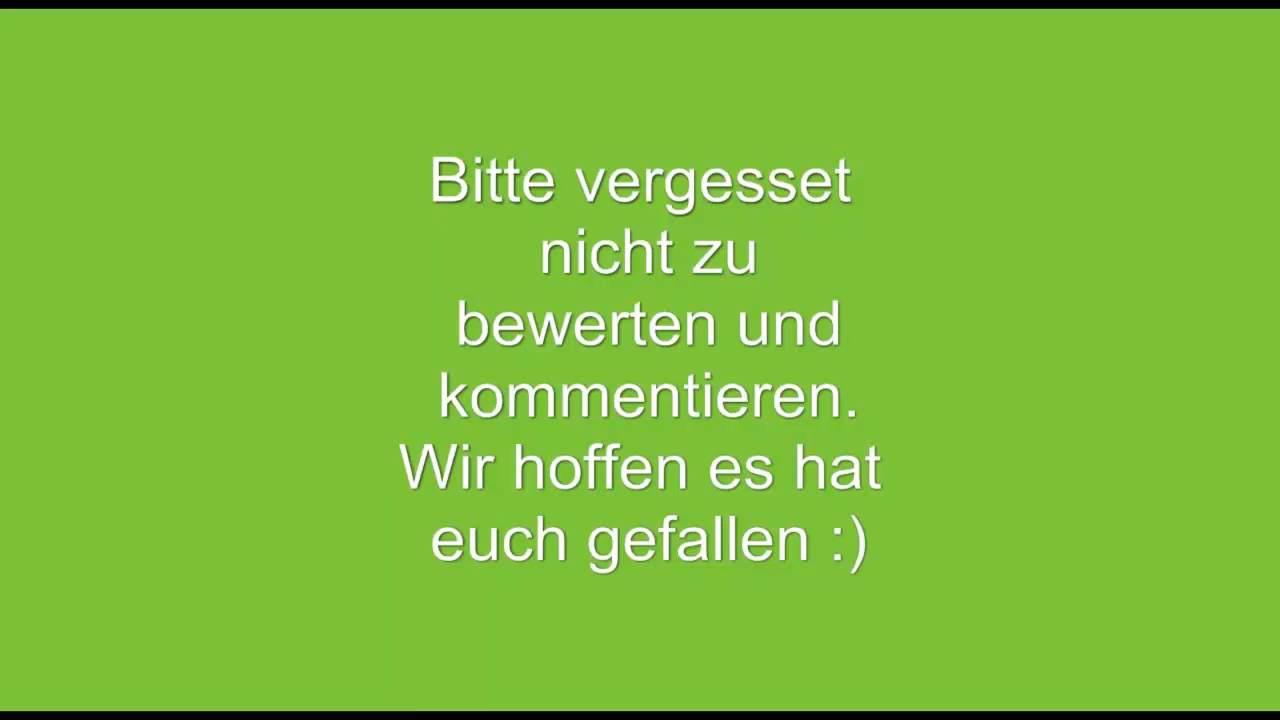 Bitte vergesset
nicht zu
bewerten und
kommentieren.
Wir hoffen es hat
euch gefallen :)